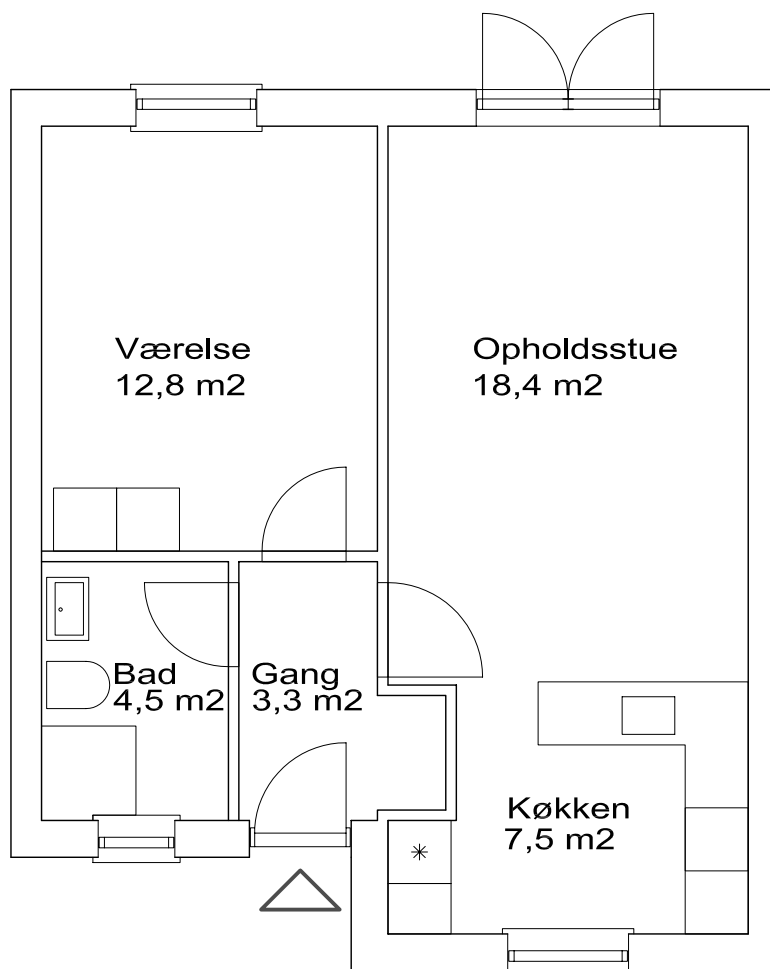 Værelse
12,8 m2
Opholdsstue
18,4 m2
Bad
4,5 m2
Gang
3,3 m2
Køkken
7,5 m2